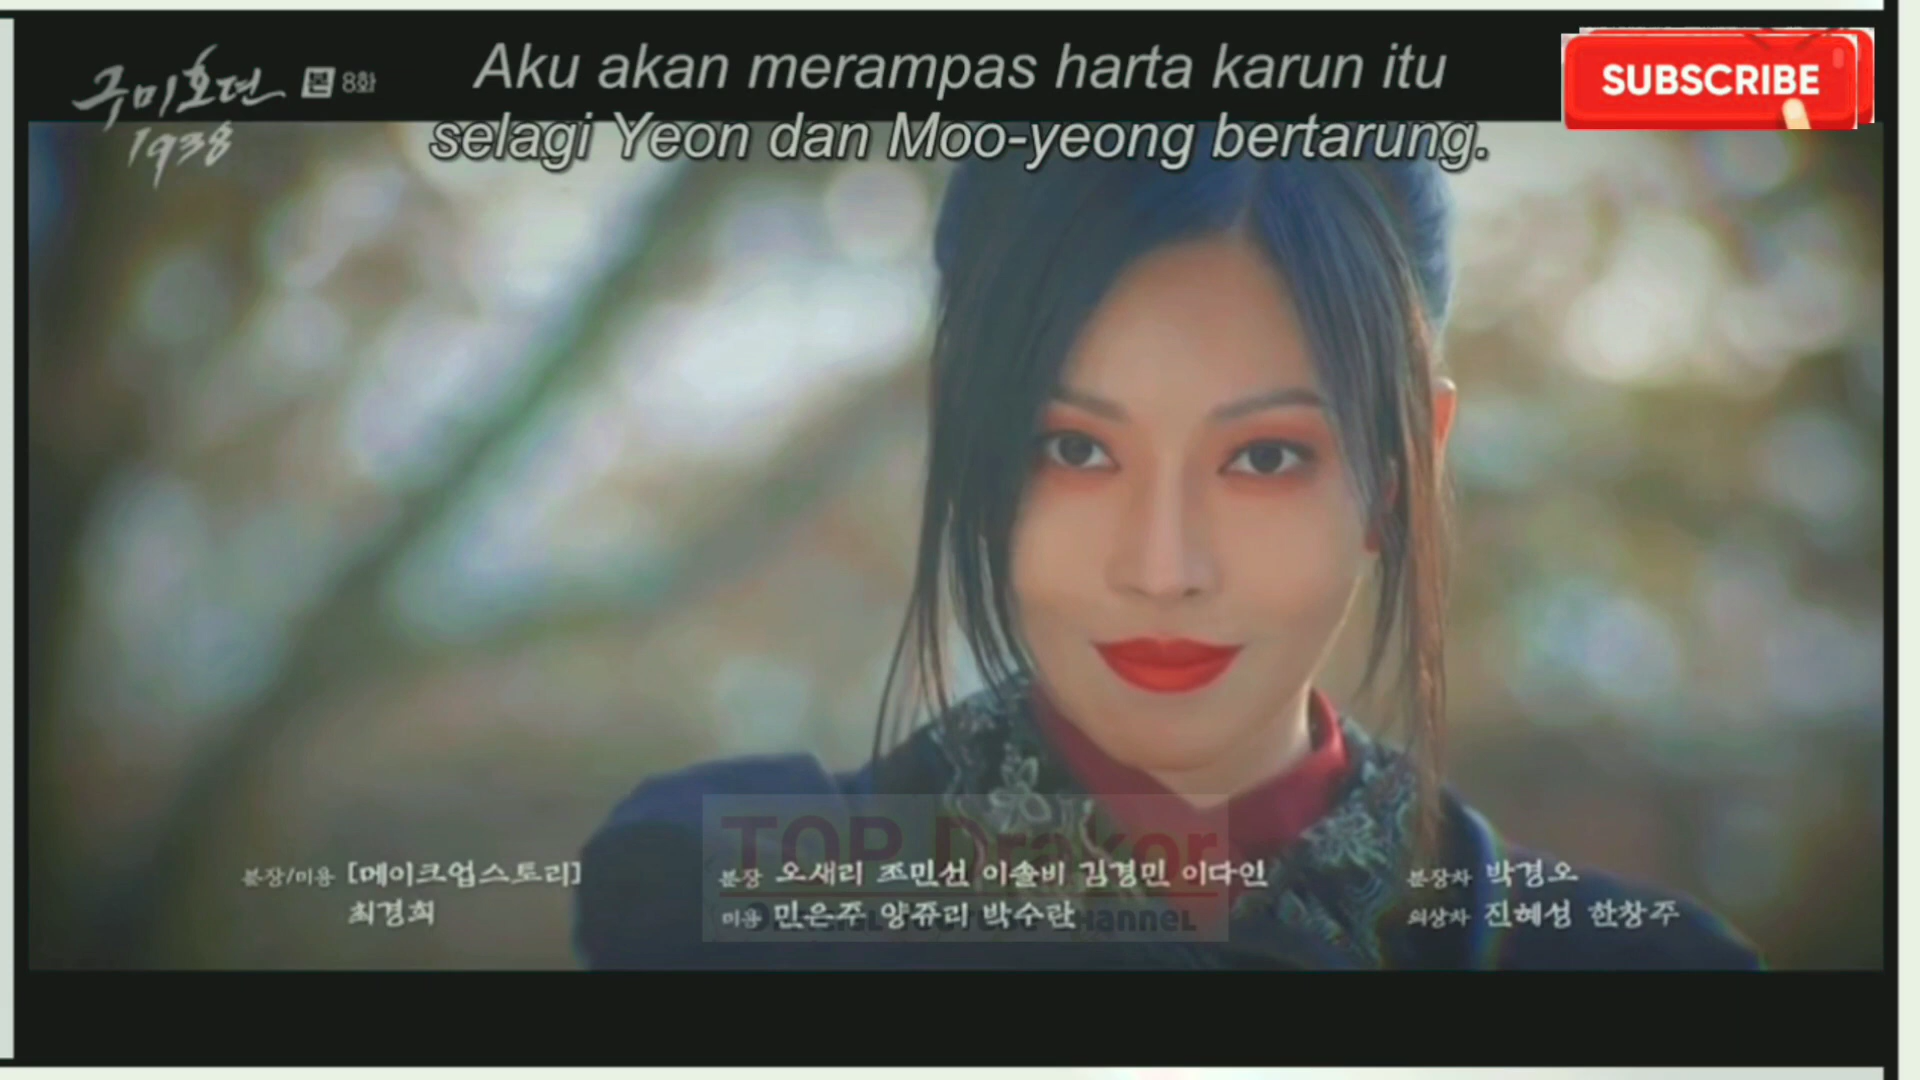 구미호뎐
1938
본 8화
Aku akan merampas harta karun itu
selagi Yeon dan Moo-yeong bertarung.
SUBSCRIBE
TOP Drakor
Official YouTube Channel
분장/미용 [메이크업스토리]
최경희
분장 오새리 조민선 이솔비 김경민 이다인
미용 민은주 양쥬리 박수란
분장차 박경오
의상차 진혜성 한창주